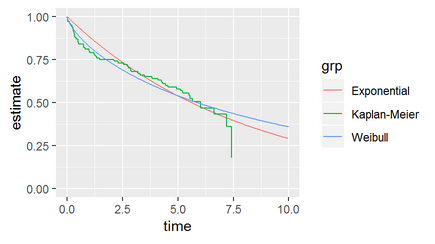 1.00
0.75
0.50
0.25
0.00
estimate
0.0 2.5 5.0 7.5 10.0
time
grp
Exponential
Kaplan-Meier
Weibull